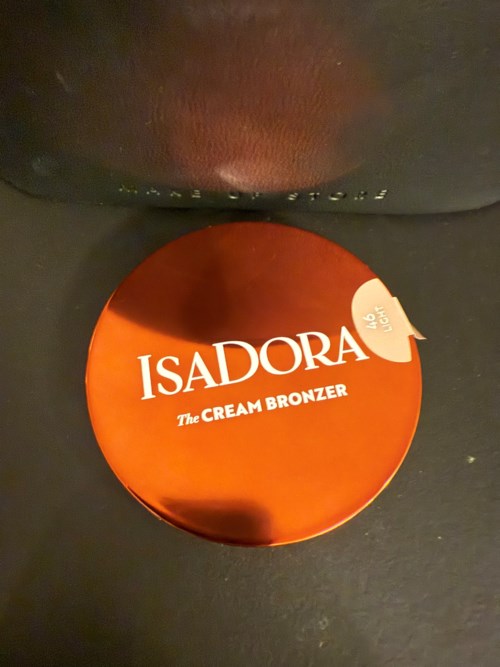 MAKE UP STORE
ISADORA
The CREAM BRONZER
46
LIGHT